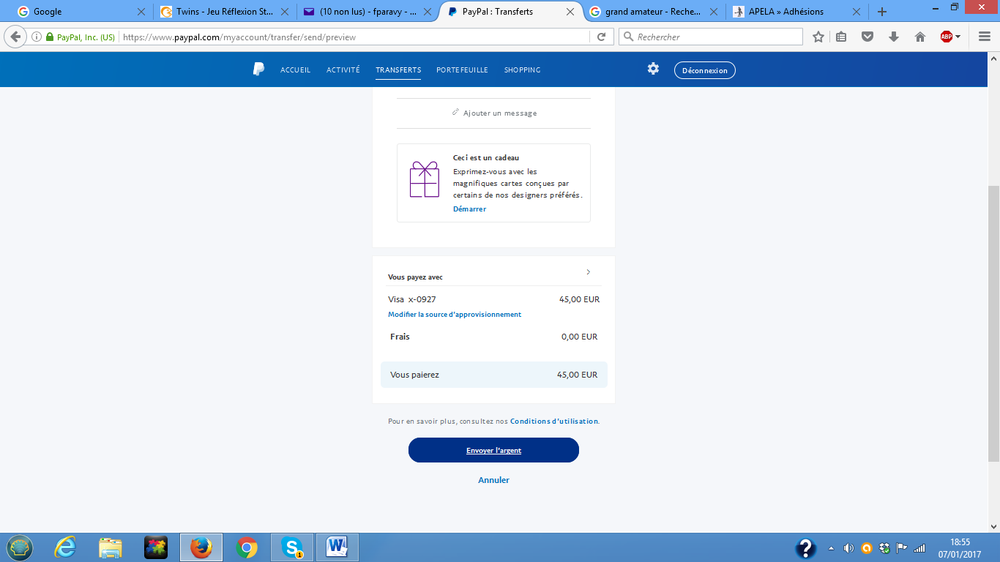 Google
Twins - Jeu Réflexion St...
(10 non lus) - fparavy - ...
PayPal : Transferts
grand amateur - Reche...
APELA » Adhésions
PayPal, Inc. (US)
https://www.paypal.com/myaccount/transfer/send/preview
Rechercher
ABP
ACCUEIL
ACTIVITÉ
TRANSFERTS
PORTEFEUILLE
SHOPPING
Déconnexion
Ajouter un message
Ceci est un cadeau
Exprimez-vous avec les
magnifiques cartes conçues par
certains de nos designers préférés.
Démarrer
Vous payez avec
Visa x-0927 45,00 EUR
Modifier la source d'approvisionnement
Frais 0,00 EUR
Vous paierez 45,00 EUR
Pour en savoir plus, consultez nos Conditions d'utilisation.
Envoyer l'argent
Annuler
1
18:55
07/01/2017